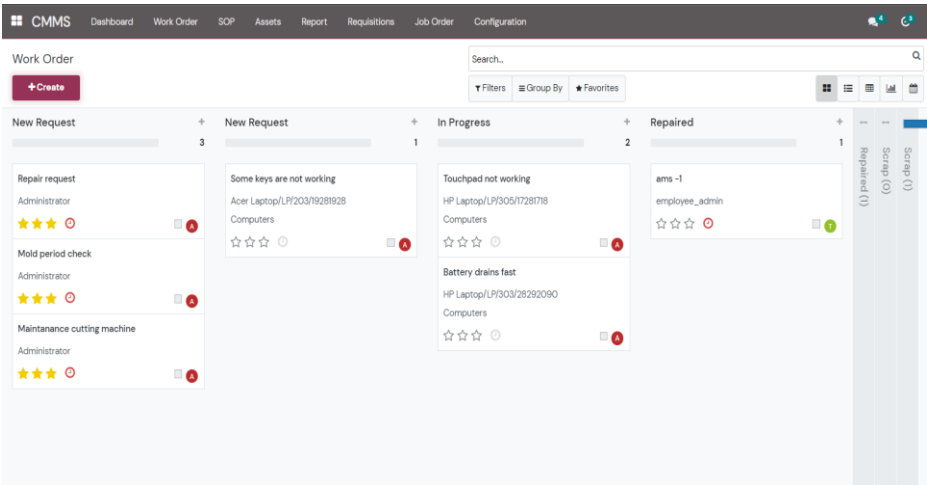 CMMS Dashboard Work Order SOP Assets Report Requisitions Job Order Configuration 4 3
Work Order
Search...
+Create
Filters Group By Favorites
New Request + 3
Repair request
Administrator
A
Mold period check
Administrator
A
Maintanance cutting machine
Administrator
A
New Request + 1
Some keys are not working
Acer Laptop/LP/203/19281928
Computers
A
In Progress + 2
Touchpad not working
HP Laptop/LP/305/17281718
Computers
A
Battery drains fast
HP Laptop/LP/303/28292090
Computers
A
Repaired + 1
ams -1
employee_admin
T
Repaired (1)
Scrap (0)
Scrap (1)